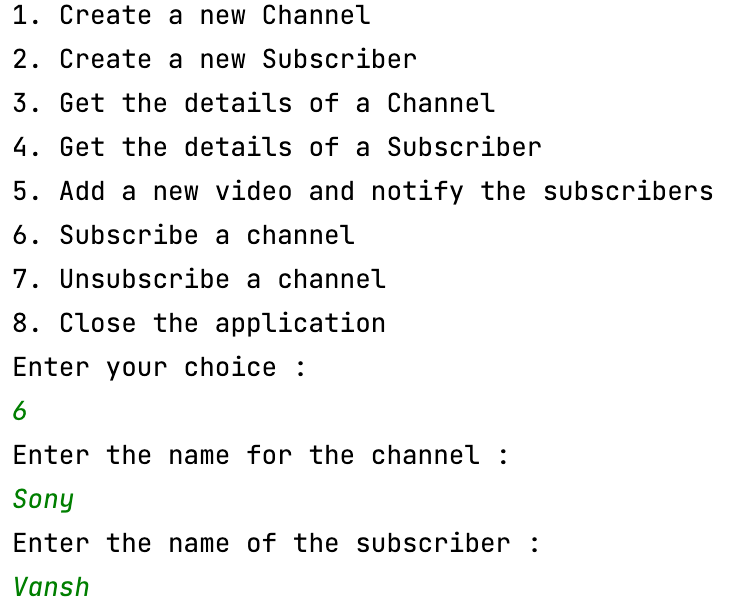 1. Create a new Channel
2. Create a new Subscriber
3. Get the details of a Channel
4. Get the details of a Subscriber
5. Add a new video and notify the subscribers
6. Subscribe a channel
7. Unsubscribe a channel
8. Close the application
Enter your choice :
6
Enter the name for the channel :
Sony
Enter the name of the subscriber :
Vansh